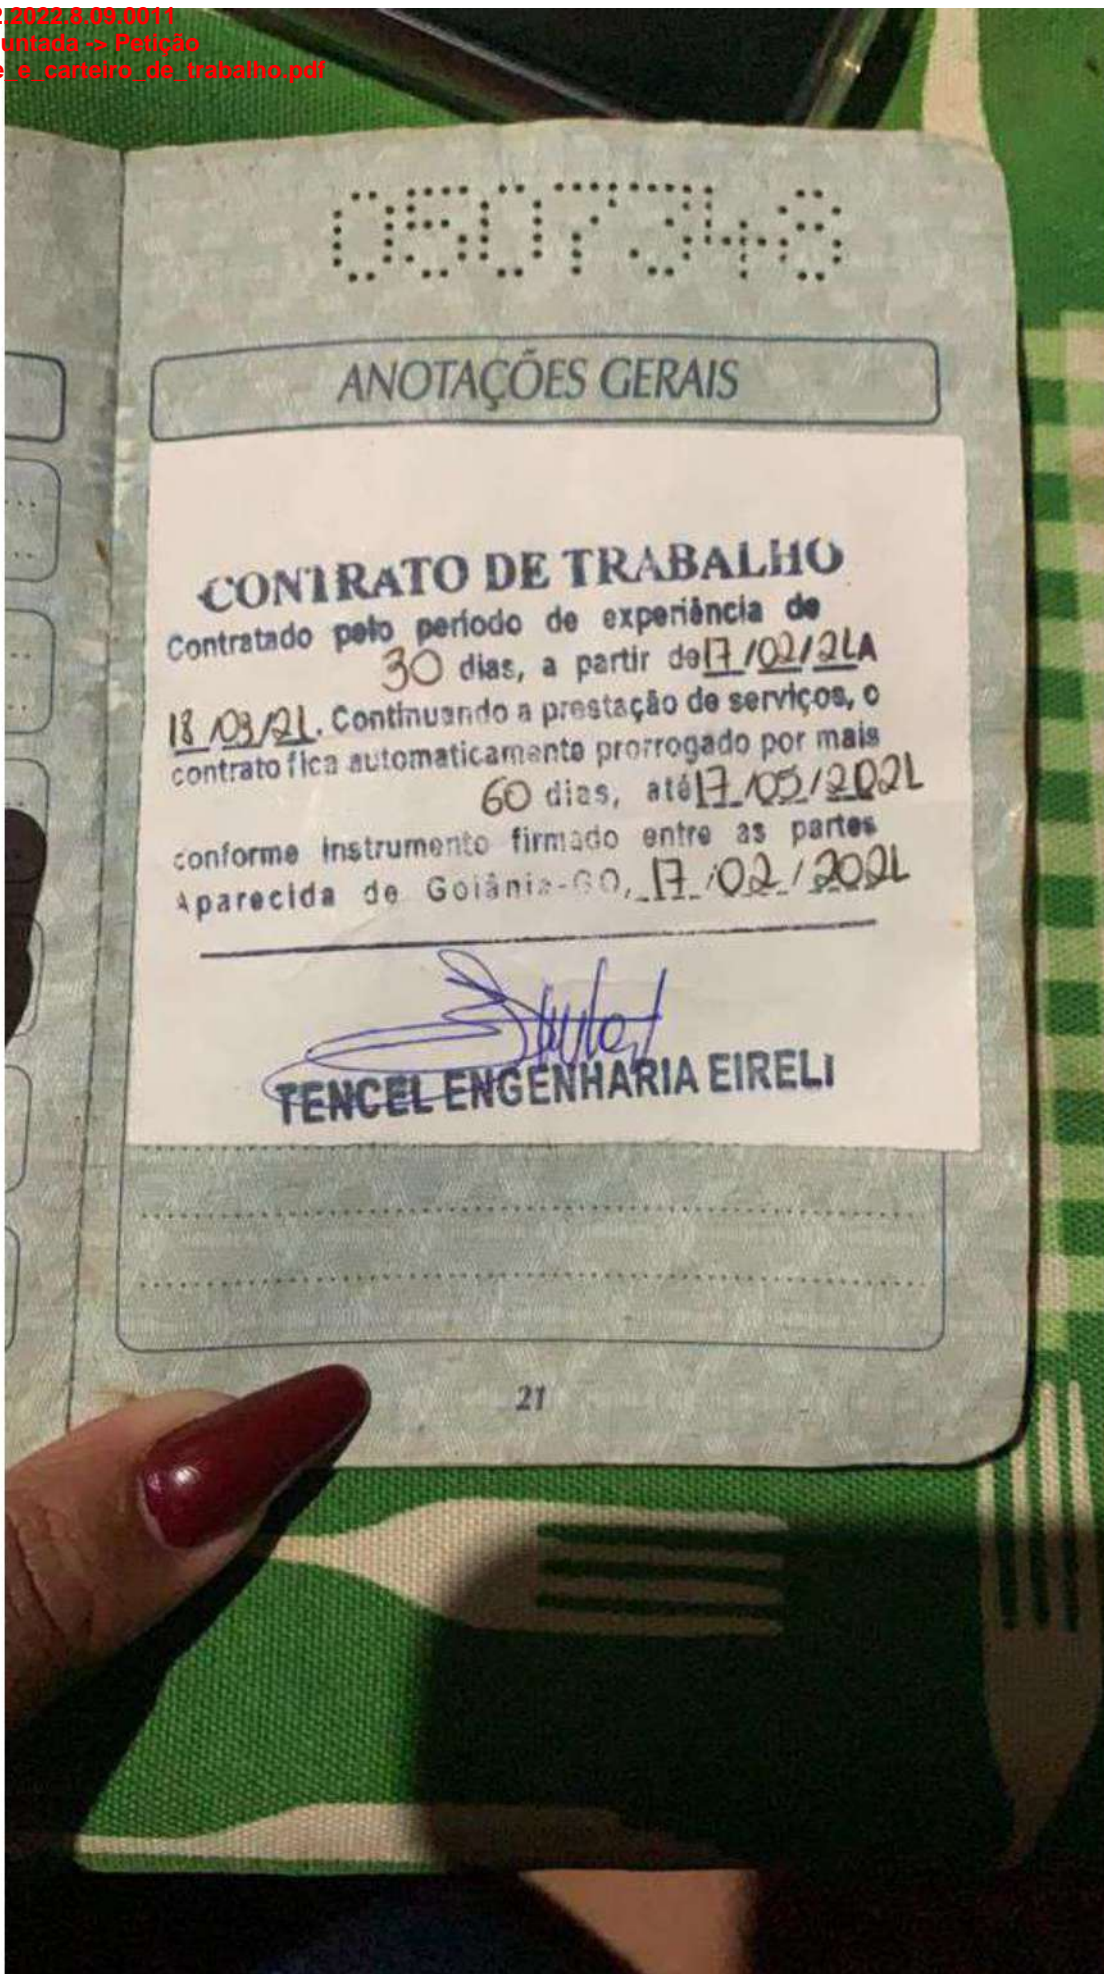 2.2022.8.09.0011
untada -> Petição
e_e_carteiro_de_trabalho.pdf
0507348
ANOTAÇÕES GERAIS
CONTRATO DE TRABALHO
Contratado pelo período de experiência de
30 dias, a partir de 17/02/21 A
18/03/21. Continuando a prestação de serviços, o
contrato fica automaticamente prorrogado por mais
60 dias, até 17/05/2021
conforme instrumento firmado entre as partes
Aparecida de Goiânia-GO, 17/02/2021
TENCEL ENGENHARIA EIRELI
21